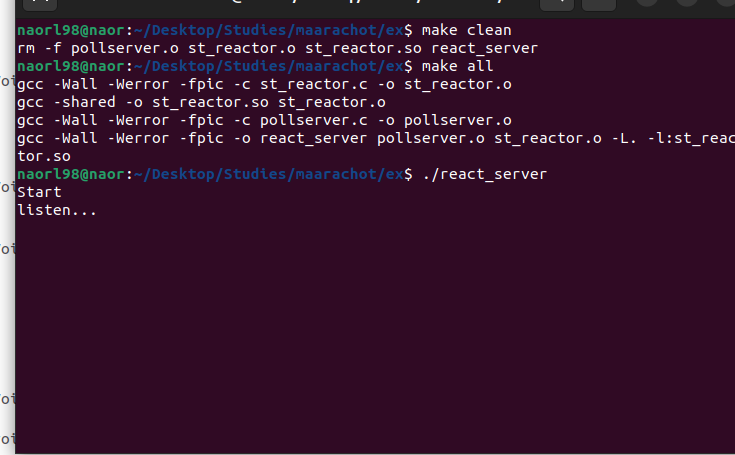 naorl98@naor:~/Desktop/Studies/maarachot/ex$ make clean
rm -f pollserver.o st_reactor.o st_reactor.so react_server
naorl98@naor:~/Desktop/Studies/maarachot/ex$ make all
gcc -Wall -Werror -fpic -c st_reactor.c -o st_reactor.o
gcc -shared -o st_reactor.so st_reactor.o
gcc -Wall -Werror -fpic -c pollserver.c -o pollserver.o
gcc -Wall -Werror -fpic -o react_server pollserver.o st_reactor.o -L. -l:st_reac
tor.so
naorl98@naor:~/Desktop/Studies/maarachot/ex$ ./react_server
Start
listen...